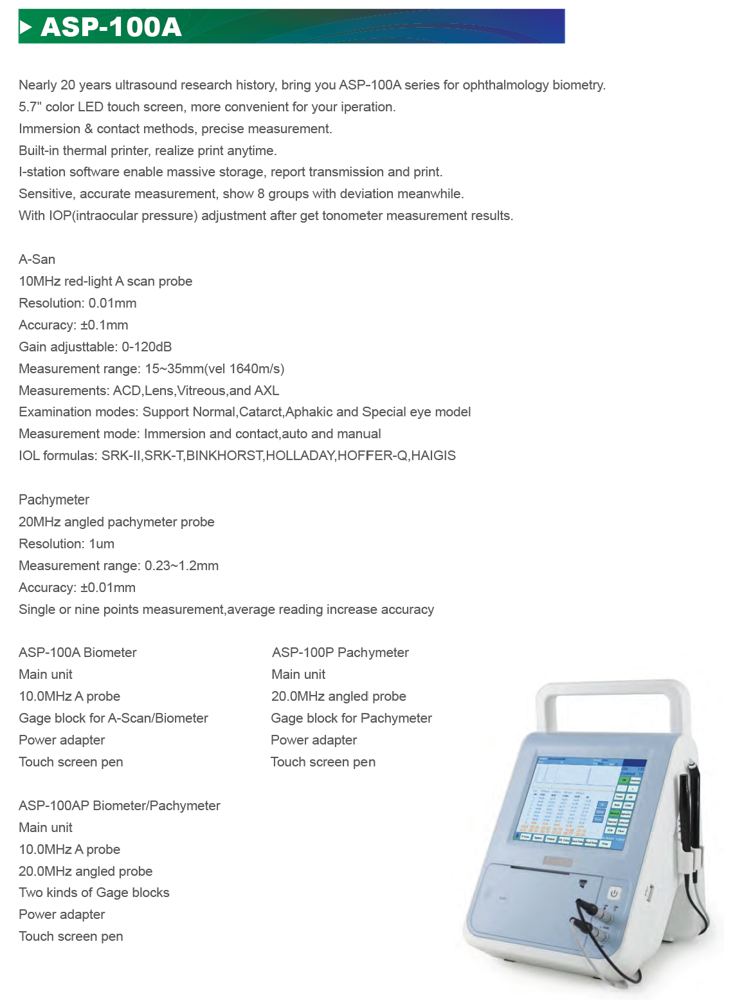 ASP-100A
Nearly 20 years ultrasound research history, bring you ASP-100A series for ophthalmology biometry.
5.7" color LED touch screen, more convenient for your iperation.
Immersion & contact methods, precise measurement.
Built-in thermal printer, realize print anytime.
I-station software enable massive storage, report transmission and print.
Sensitive, accurate measurement, show 8 groups with deviation meanwhile.
With IOP(intraocular pressure) adjustment after get tonometer measurement results.
A-San
10MHz red-light A scan probe
Resolution: 0.01mm
Accuracy: ±0.1mm
Gain adjusttable: 0-120dB
Measurement range: 15~35mm(vel 1640m/s)
Measurements: ACD,Lens,Vitreous,and AXL
Examination modes: Support Normal,Catarct,Aphakic and Special eye model
Measurement mode: Immersion and contact,auto and manual
IOL formulas: SRK-II,SRK-T,BINKHORST,HOLLADAY,HOFFER-Q,HAIGIS
Pachymeter
20MHz angled pachymeter probe
Resolution: 1um
Measurement range: 0.23~1.2mm
Accuracy: ±0.01mm
Single or nine points measurement,average reading increase accuracy
ASP-100A Biometer
Main unit
10.0MHz A probe
Gage block for A-Scan/Biometer
Power adapter
Touch screen pen
ASP-100P Pachymeter
Main unit
20.0MHz angled probe
Gage block for Pachymeter
Power adapter
Touch screen pen
ASP-100AP Biometer/Pachymeter
Main unit
10.0MHz A probe
20.0MHz angled probe
Two kinds of Gage blocks
Power adapter
Touch screen pen